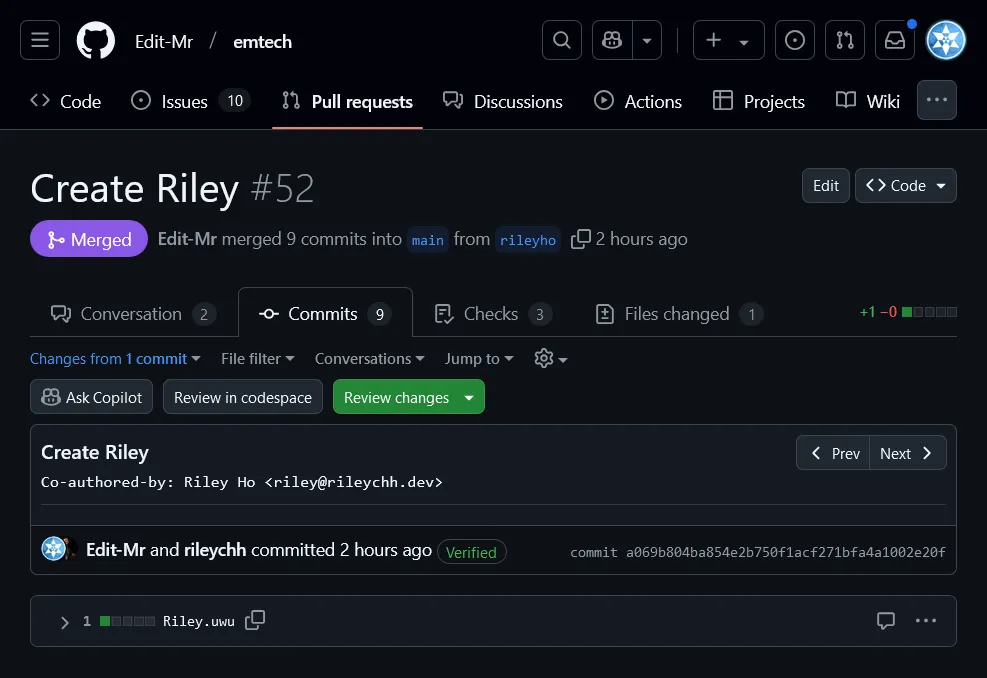 Edit-Mr / emtech
Code Issues 10 Pull requests Discussions Actions Projects Wiki
Create Riley #52
Edit Code
Merged Edit-Mr merged 9 commits into main from rileyho 2 hours ago
Conversation 2 Commits 9 Checks 3 Files changed 1 +1 −0
Changes from 1 commit File filter Conversations Jump to
Ask Copilot Review in codespace Review changes
Create Riley
Prev Next
Co-authored-by: Riley Ho <riley@rileychh.dev>
Edit-Mr and rileychh committed 2 hours ago Verified commit a069b804ba854e2b750f1acf271bfa4a1002e20f
1 Riley.uwu